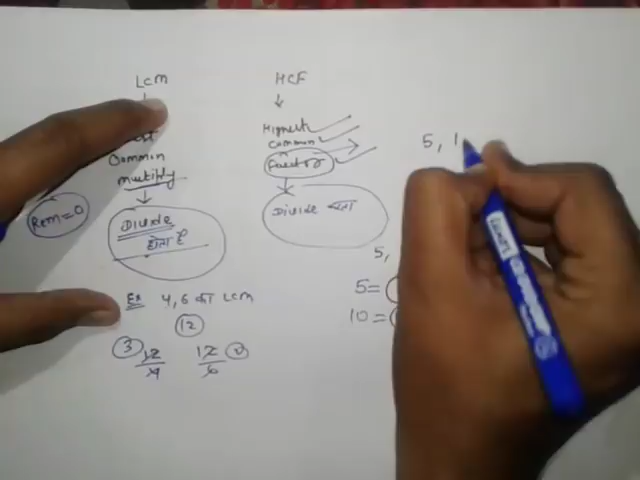 Lcm
Common
multiply
Divide
होता है
Rem = 0
Ex 4, 6 का LCM
12
3 12/4 12/6 2
HCF
Highest
common
factor
Divide
5, 1
5,
5 =
10 =